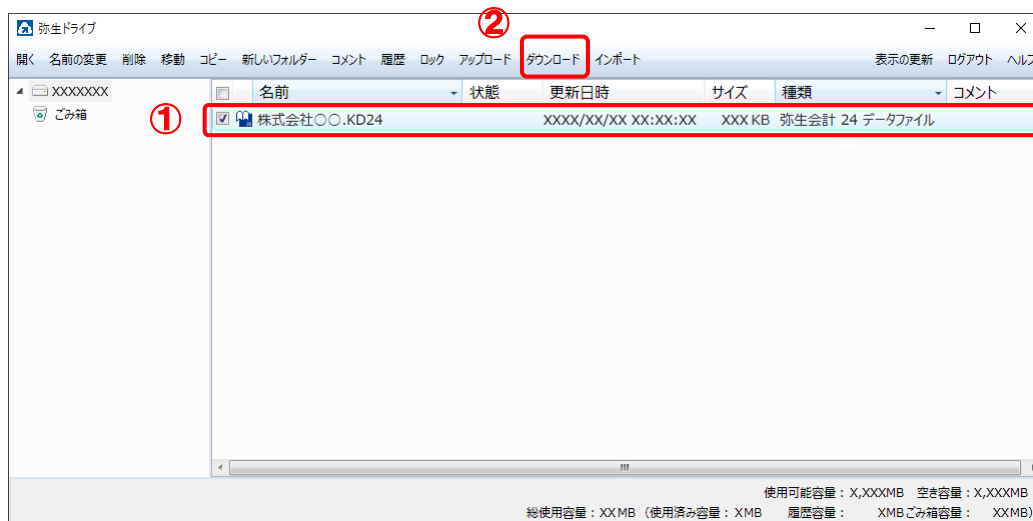 弥生ドライブ
②
開く 名前の変更 削除 移動 コピー 新しいフォルダー コメント 履歴 ロック アップロード ダウンロード インポート 表示の更新 ログアウト ヘルプ
XXXXXXX
ごみ箱
名前 状態 更新日時 サイズ 種類 コメント
①
株式会社○○.KD24 XXXX/XX/XX XX:XX:XX XXX KB 弥生会計 24 データファイル
使用可能容量:X,XXXMB 空き容量:X,XXXMB
総使用容量:XXMB(使用済み容量:XMB 履歴容量: XMBごみ箱容量: XXMB)